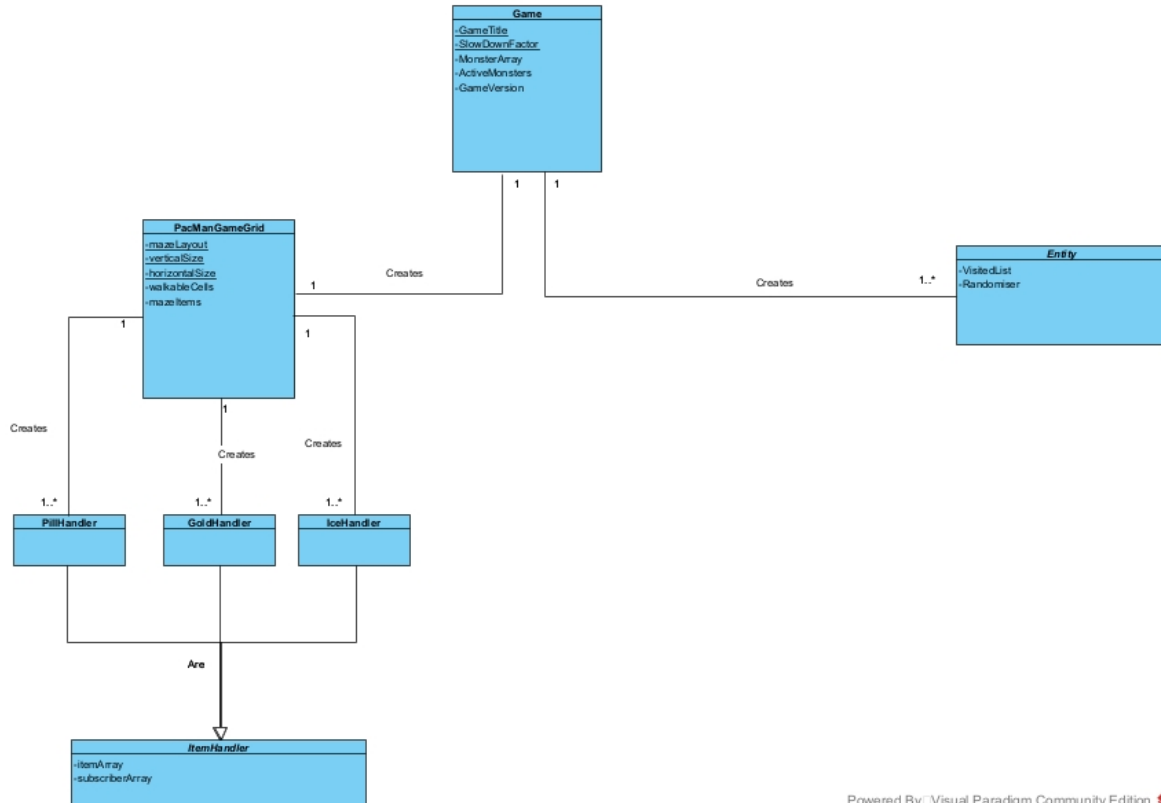 Game
-GameTitle
-SlowDownFactor
-MonsterArray
-ActiveMonsters
-GameVersion
1
1
PacManGameGrid
-mazeLayout
-verticalSize
-horizontalSize
-walkableCells
-mazeItems
Creates
1
Entity
-VisitedList
-Randomiser
Creates
1..*
1
1
1
Creates
Creates
Creates
1..*
1..*
1..*
PillHandler
GoldHandler
IceHandler
Are
ItemHandler
-itemArray
-subscriberArray
Powered By Visual Paradigm Community Edition